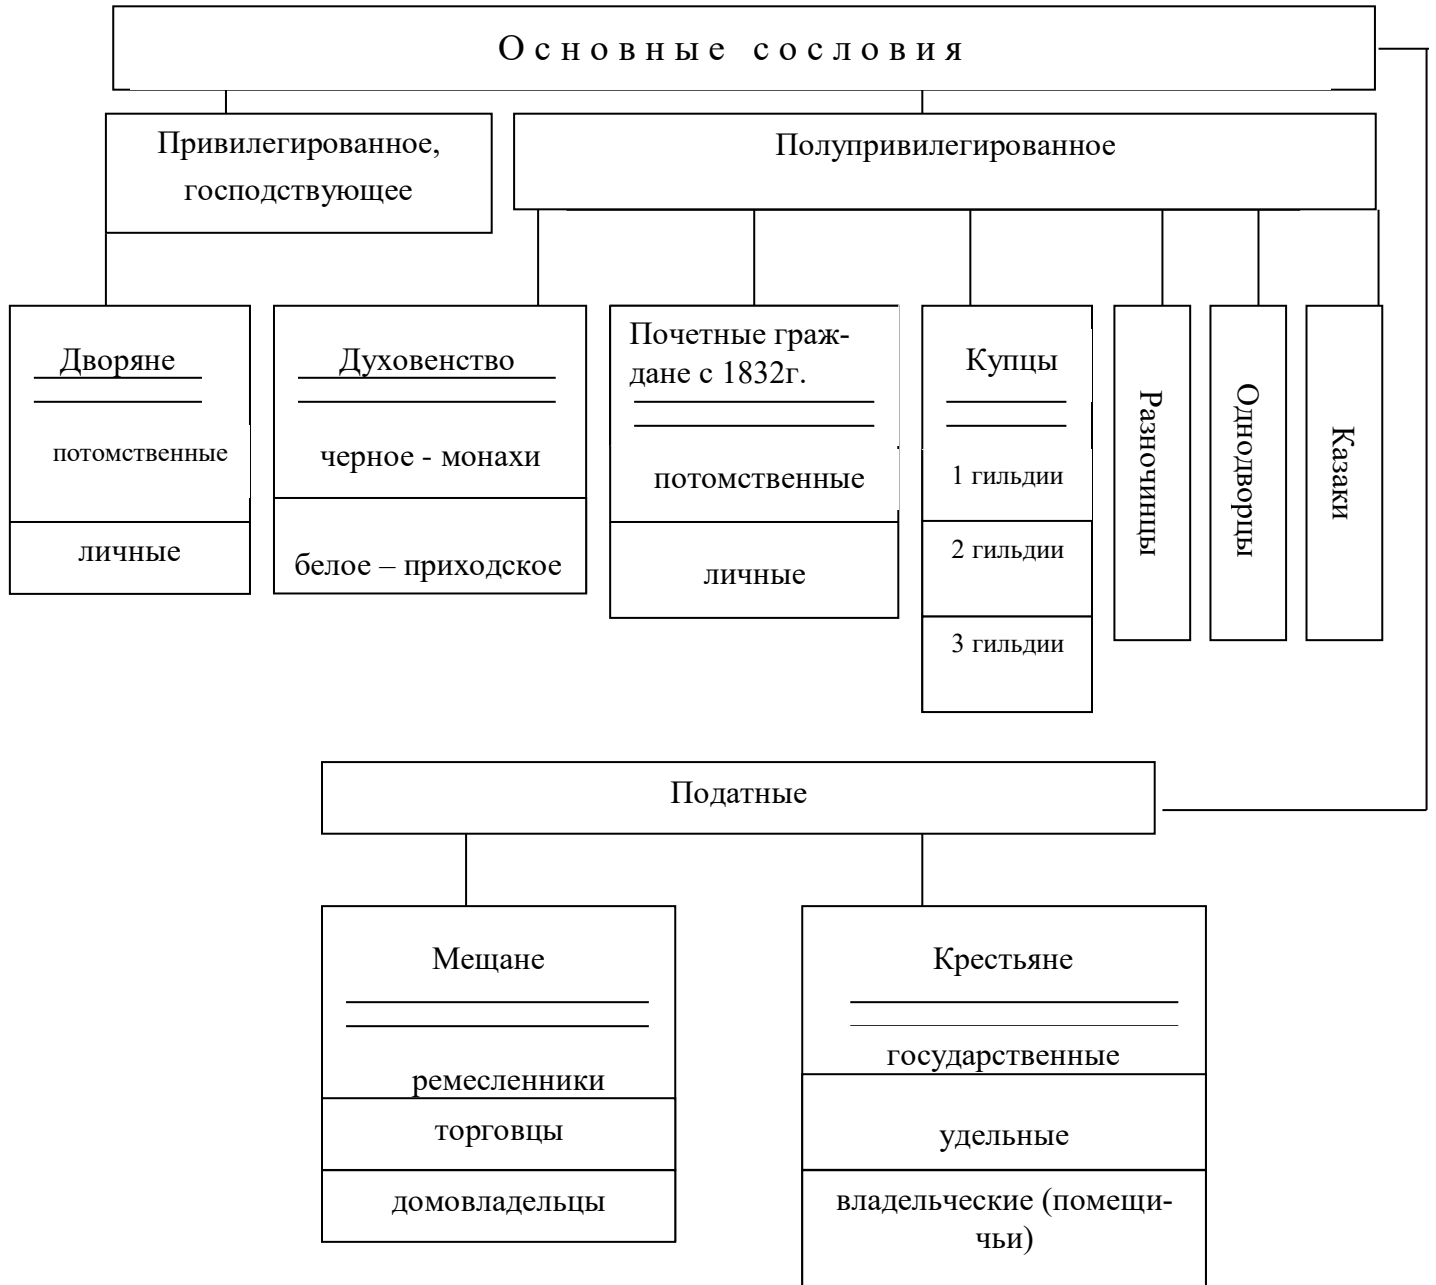 Основные сословия
Привилегированное,
господствующее
Полупривилегированное
Дворяне
потомственные
личные
Духовенство
черное - монахи
белое – приходское
Почетные граж-
дане с 1832г.
потомственные
личные
Купцы
1 гильдии
2 гильдии
3 гильдии
Разночинцы
Однодворцы
Казаки
Податные
Мещане
ремесленники
торговцы
домовладельцы
Крестьяне
государственные
удельные
владельческие (помещи-
чьи)